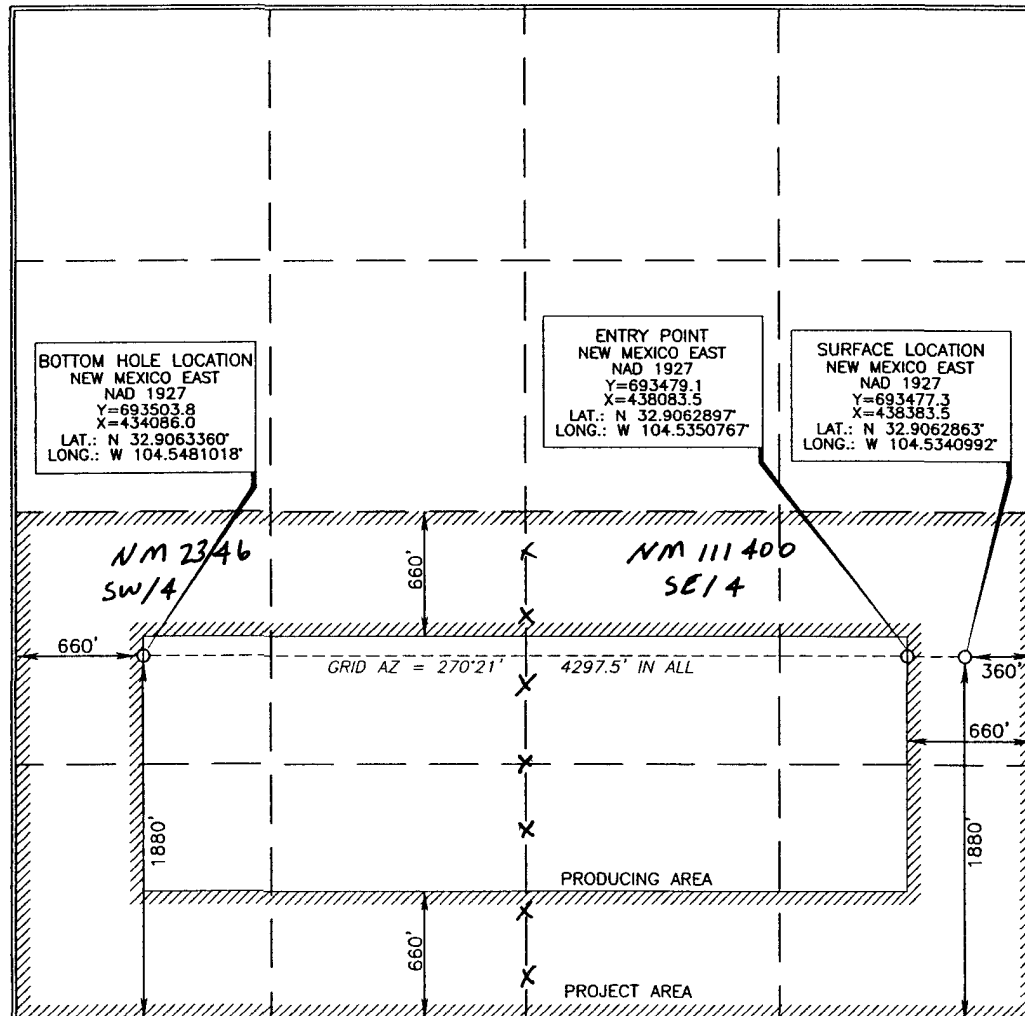 BOTTOM HOLE LOCATION
NEW MEXICO EAST
NAD 1927
Y=693503.8
X=434086.0
LAT.: N 32.9063360°
LONG.: W 104.5481018°
ENTRY POINT
NEW MEXICO EAST
NAD 1927
Y=693479.1
X=438083.5
LAT.: N 32.9062897°
LONG.: W 104.5350767°
SURFACE LOCATION
NEW MEXICO EAST
NAD 1927
Y=693477.3
X=438383.5
LAT.: N 32.9062863°
LONG.: W 104.5340992°
NM 2346
SW/4
660'
NM 111400
SE/4
660'
GRID AZ = 270°21'
4297.5' IN ALL
360'
660'
1880'
1880'
PRODUCING AREA
660'
PROJECT AREA